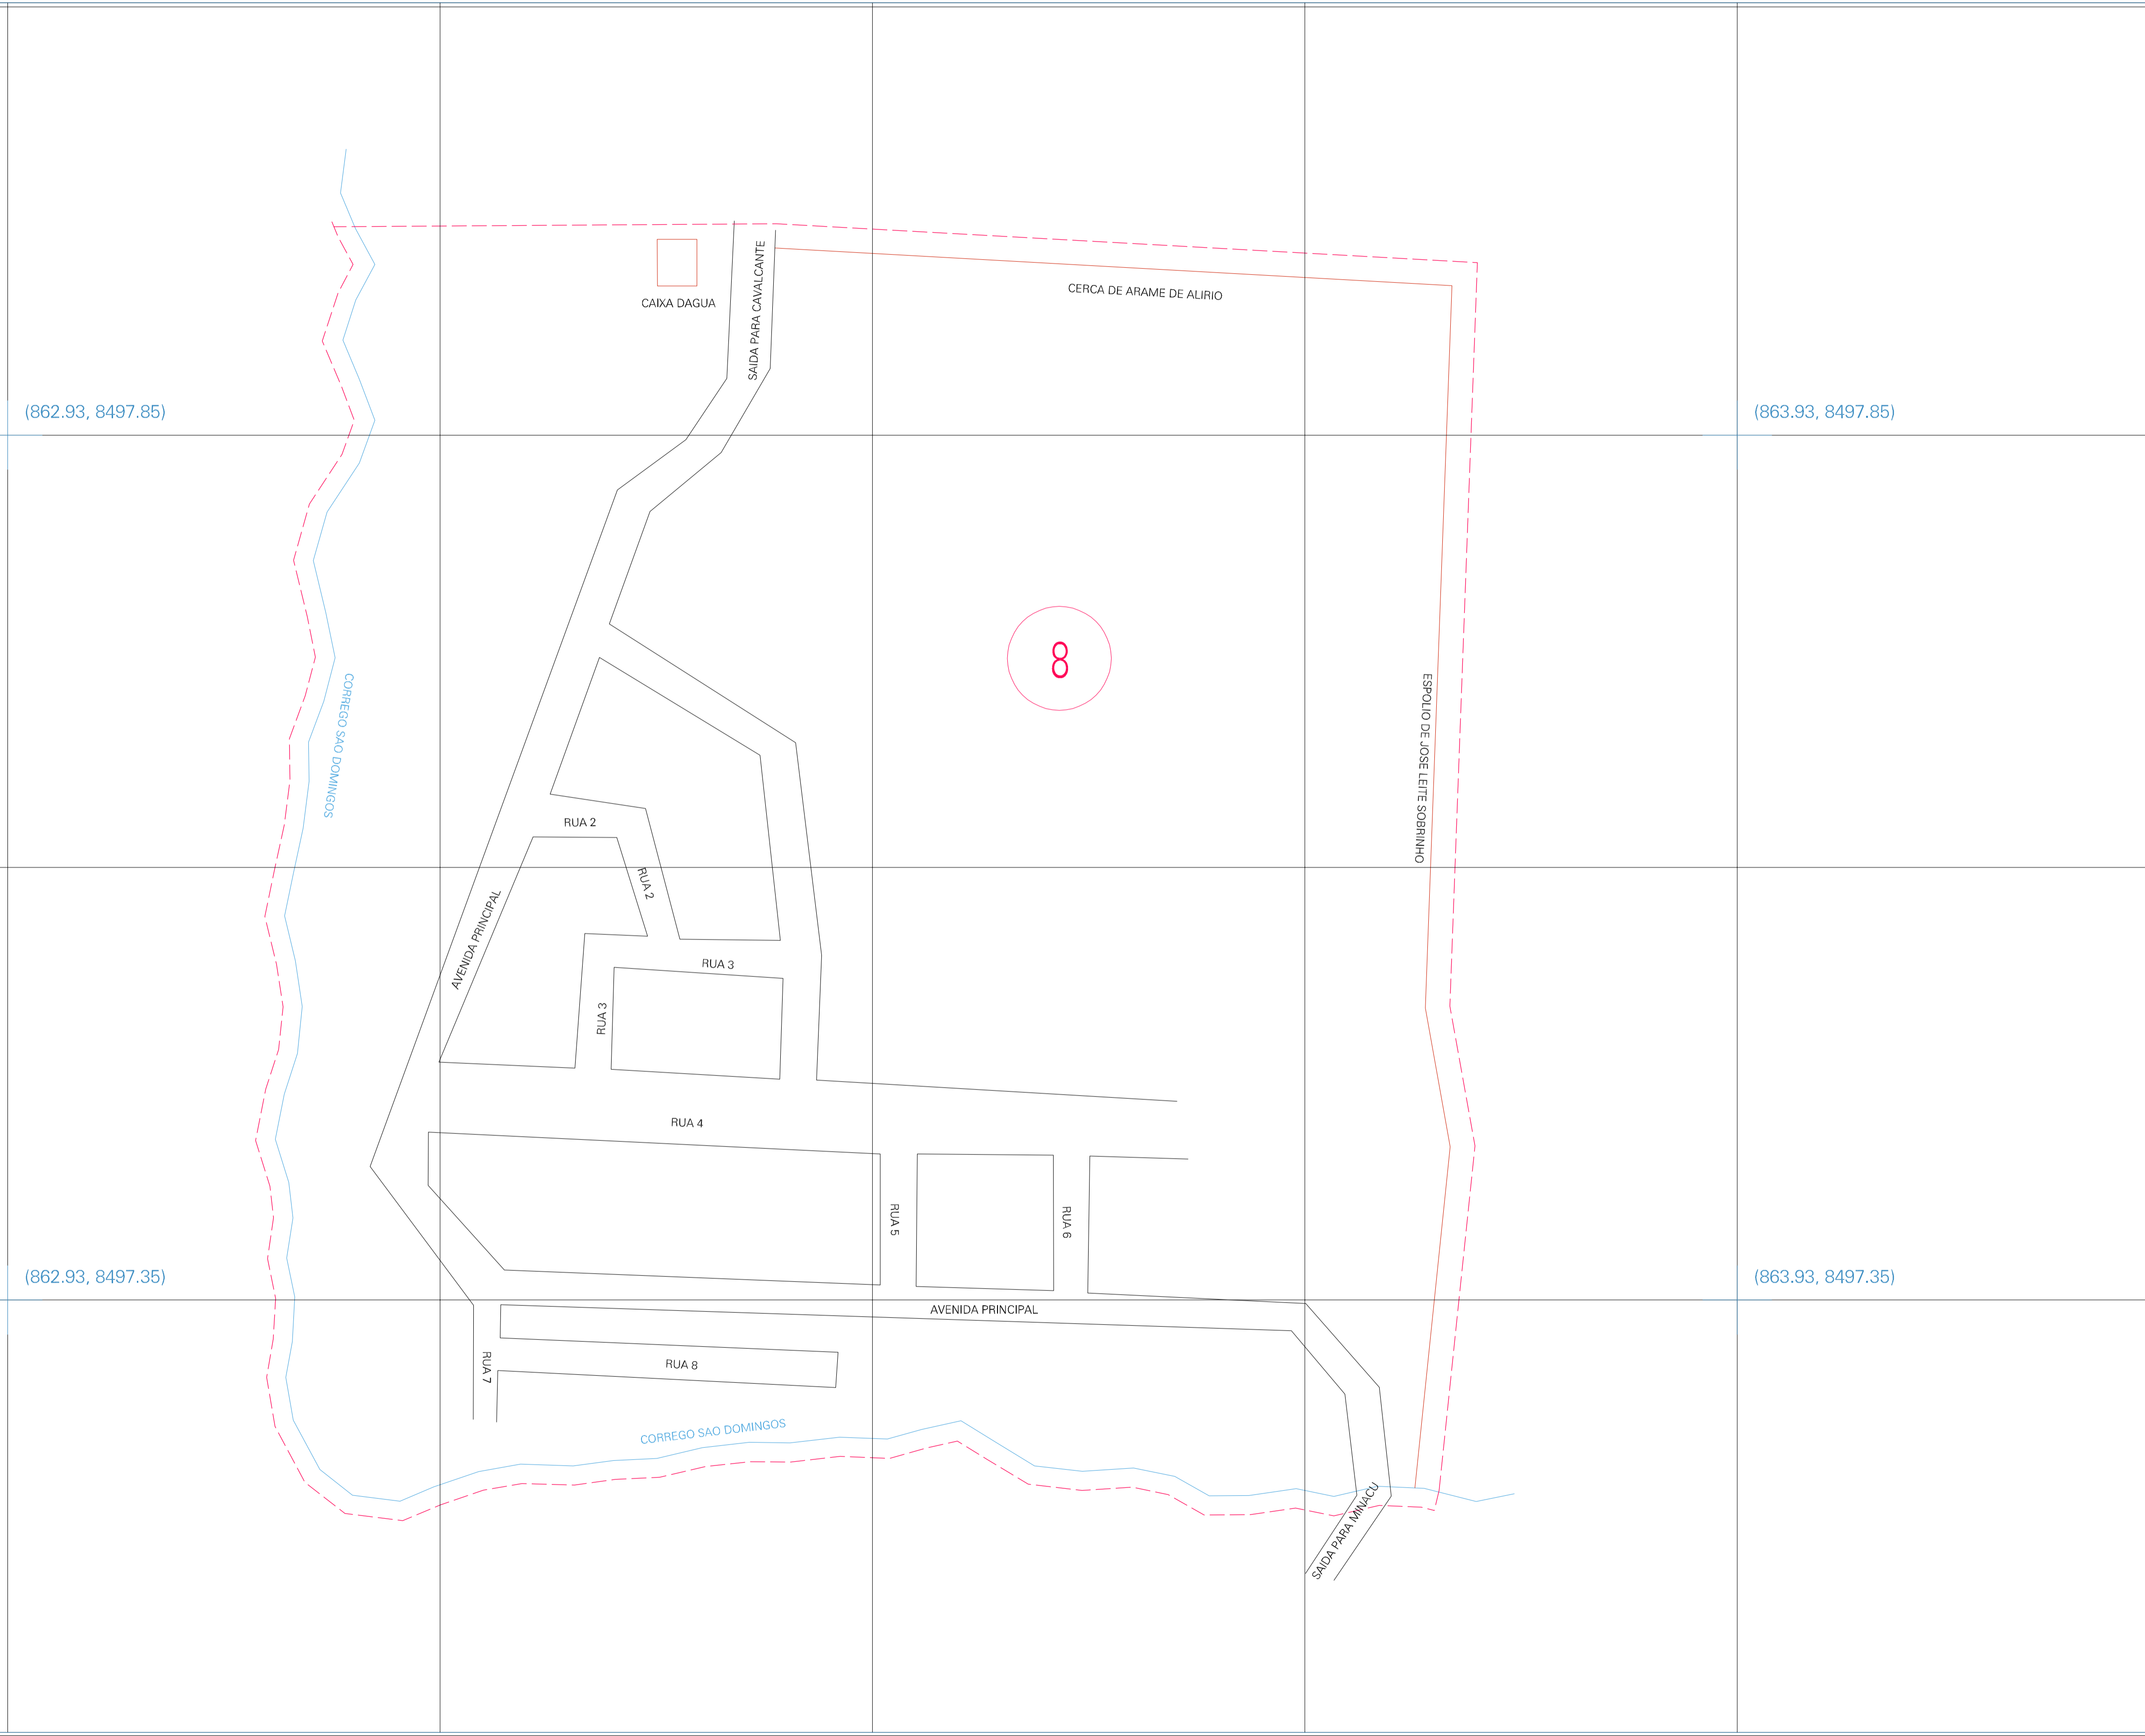 SAIDA PARA CAVALCANTE
CAIXA DAGUA
CERCA DE ARAME DE ALIRIO
(862.93, 8497.85)
(863.93, 8497.85)
8
CORREGO SAO DOMINGOS
ESPOLIO DE JOSE LEITE SOBRINHO
RUA 2
RUA 2
AVENIDA PRINCIPAL
RUA 3
RUA 3
RUA 4
RUA 5
RUA 6
(862.93, 8497.35)
(863.93, 8497.35)
AVENIDA PRINCIPAL
RUA 7
RUA 8
CORREGO SAO DOMINGOS
SAIDA PARA MINACU